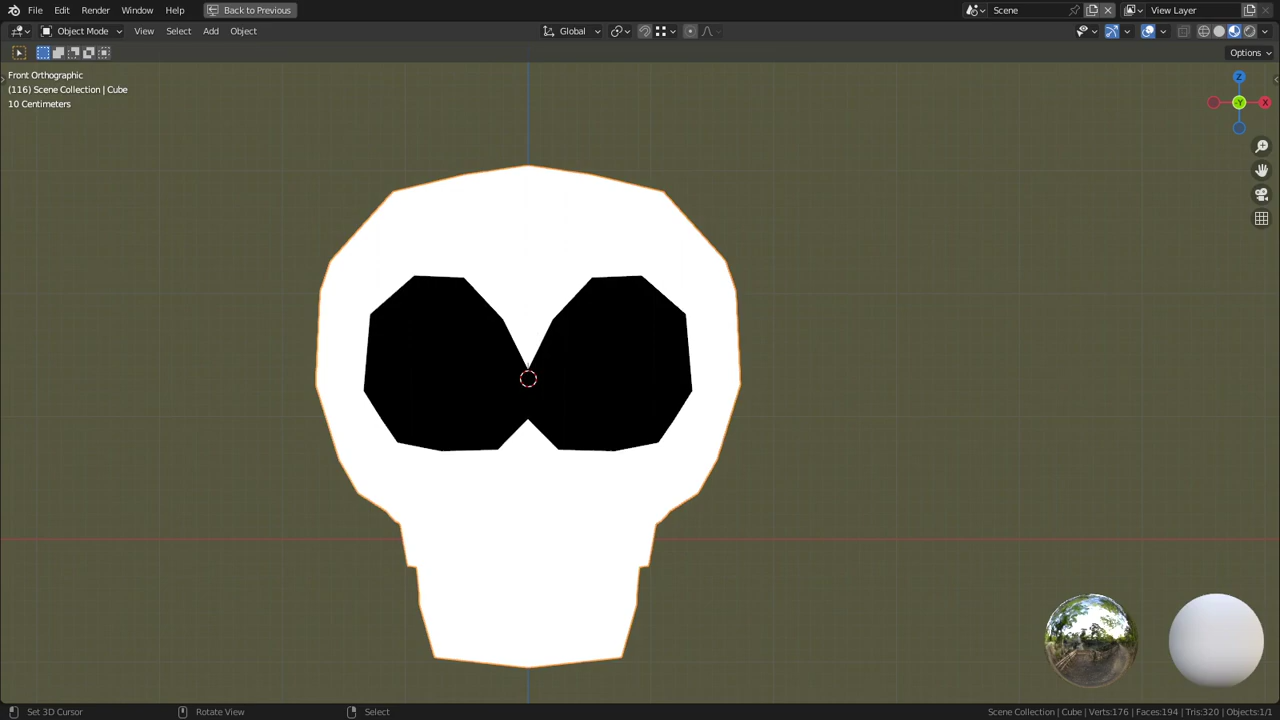 File Edit Render Window Help Back to Previous Scene View Layer
Object Mode View Select Add Object Global
Options
Front Orthographic
(116) Scene Collection | Cube
10 Centimeters
Z
-Y
X
Set 3D Cursor Rotate View Select Scene Collection | Cube | Verts:176 | Faces:194 | Tris:320 | Objects:1/1